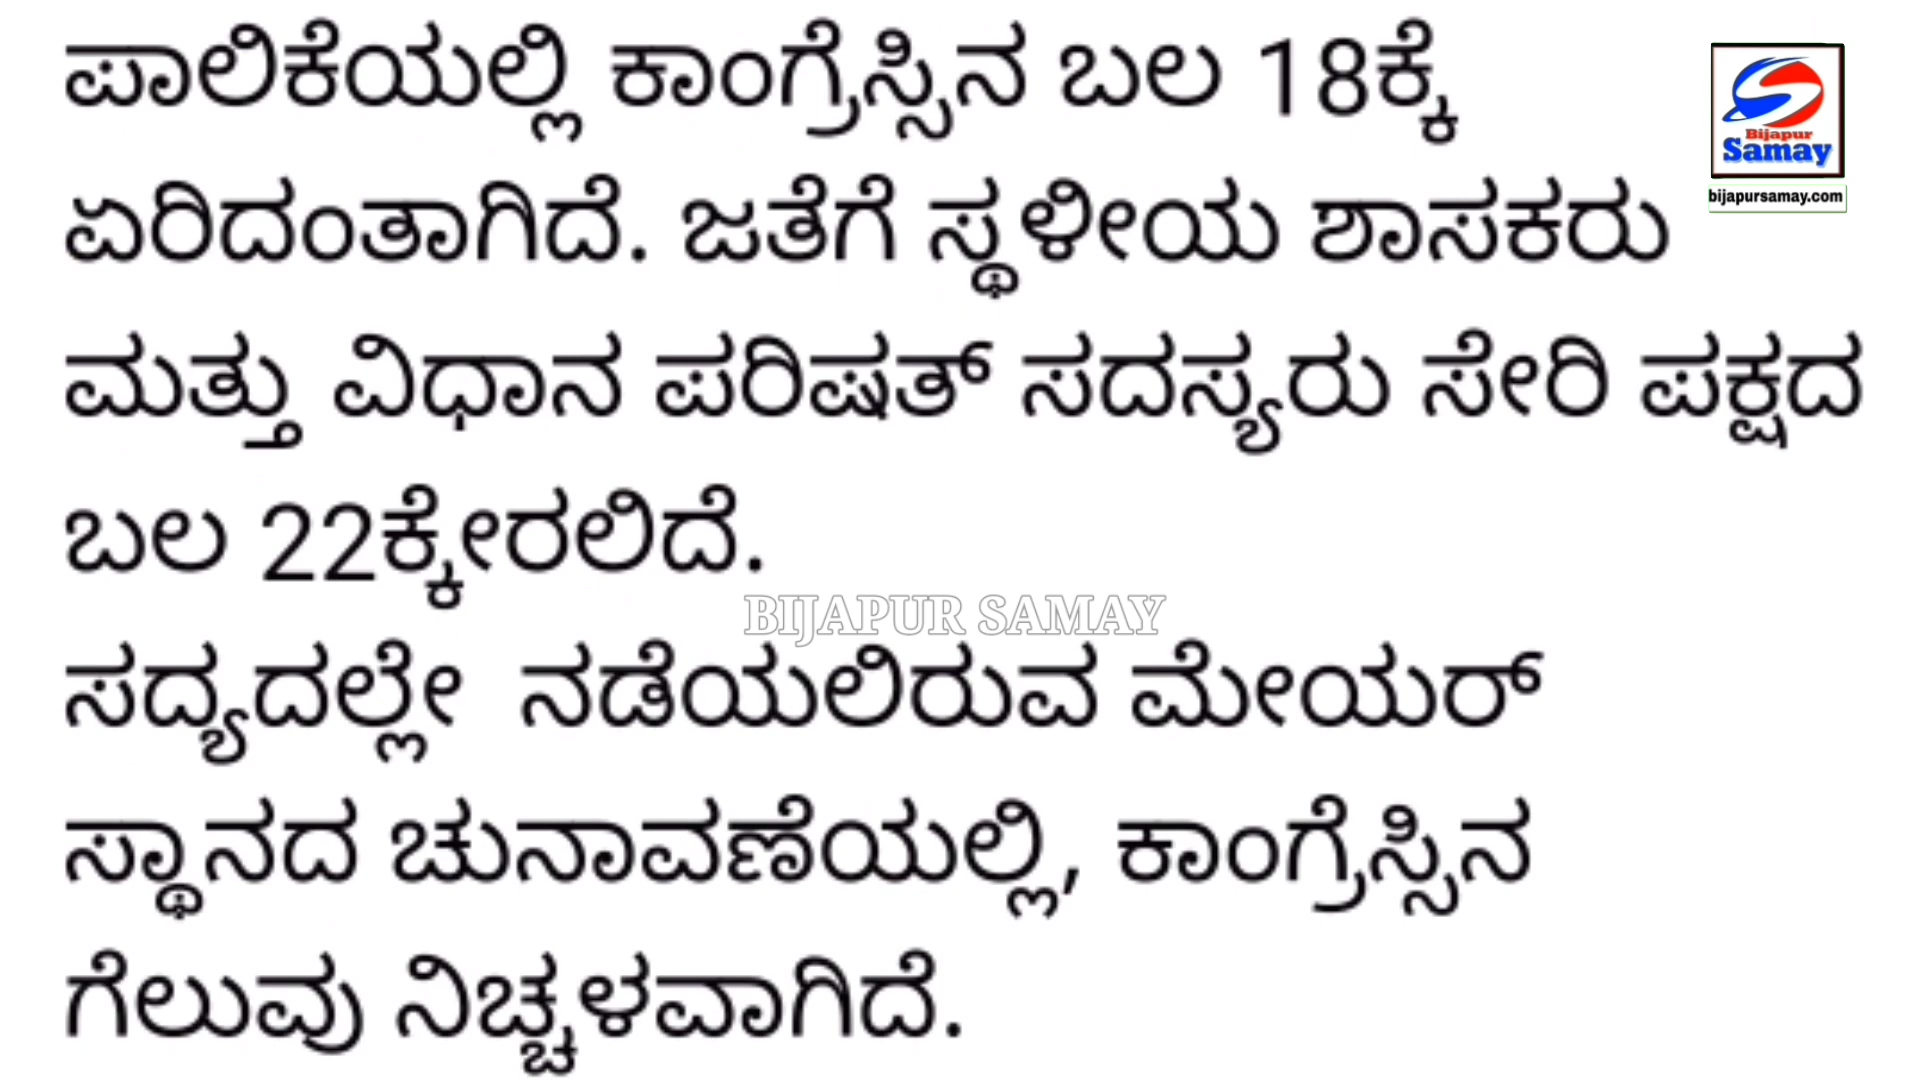 ಪಾಲಿಕೆಯಲ್ಲಿ ಕಾಂಗ್ರೆಸ್ಸಿನ ಬಲ 18ಕ್ಕೆ
Bijapur
Samay
bijapursamay.com
ಏರಿದಂತಾಗಿದೆ. ಜತೆಗೆ ಸ್ಥಳೀಯ ಶಾಸಕರು
ಮತ್ತು ವಿಧಾನ ಪರಿಷತ್ ಸದಸ್ಯರು ಸೇರಿ ಪಕ್ಷದ
ಬಲ 22ಕ್ಕೇರಲಿದೆ.
BIJAPUR SAMAY
ಸದ್ಯದಲ್ಲೇ ನಡೆಯಲಿರುವ ಮೇಯರ್
ಸ್ಥಾನದ ಚುನಾವಣೆಯಲ್ಲಿ, ಕಾಂಗ್ರೆಸ್ಸಿನ
ಗೆಲುವು ನಿಚ್ಚಳವಾಗಿದೆ.